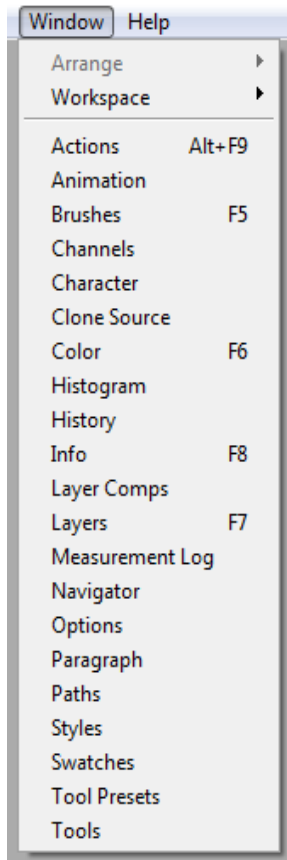 Window Help
Arrange
Workspace
Actions Alt+F9
Animation
Brushes F5
Channels
Character
Clone Source
Color F6
Histogram
History
Info F8
Layer Comps
Layers F7
Measurement Log
Navigator
Options
Paragraph
Paths
Styles
Swatches
Tool Presets
Tools